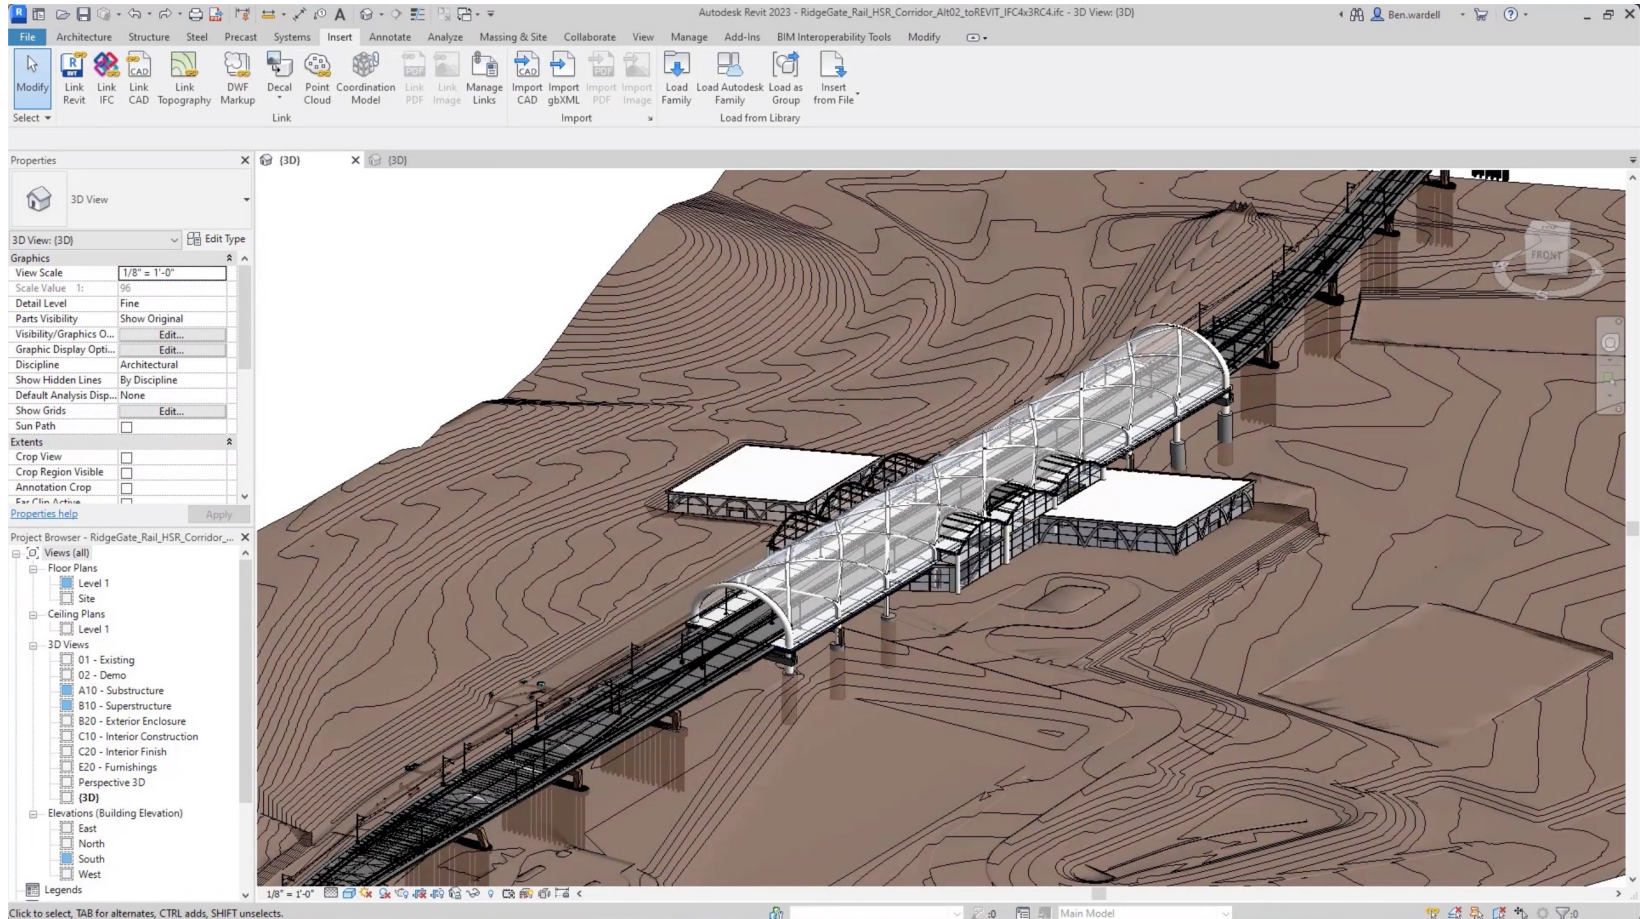 Autodesk Revit 2023 - RidgeGate_Rail_HSR_Corridor_Alt02_toREVIT_IFC4x3RC4.ifc - 3D View: {3D}
Ben.wardell
File Architecture Structure Steel Precast Systems Insert Annotate Analyze Massing & Site Collaborate View Manage Add-Ins BIM Interoperability Tools Modify
Modify
Link Revit
Link IFC
Link CAD
Link Topography
DWF Markup
Decal
Point Cloud
Coordination Model
Link PDF
Link Image
Manage Links
Import CAD
Import gbXML
Import PDF
Import Image
Load Family
Load Autodesk Family
Load as Group
Insert from File
Select
Link
Import
Load from Library
Properties
{3D}
{3D}
3D View
3D View: {3D}
Edit Type
Graphics
View Scale 1/8" = 1'-0"
Scale Value 1: 96
Detail Level Fine
Parts Visibility Show Original
Visibility/Graphics O... Edit...
Graphic Display Opti... Edit...
Discipline Architectural
Show Hidden Lines By Discipline
Default Analysis Disp... None
Show Grids Edit...
Sun Path
Extents
Crop View
Crop Region Visible
Annotation Crop
Far Clip Active
Properties help
Apply
Project Browser - RidgeGate_Rail_HSR_Corridor_...
Views (all)
Floor Plans
Level 1
Site
Ceiling Plans
Level 1
3D Views
01 - Existing
02 - Demo
A10 - Substructure
B10 - Superstructure
B20 - Exterior Enclosure
C10 - Interior Construction
C20 - Interior Finish
E20 - Furnishings
Perspective 3D
{3D}
Elevations (Building Elevation)
East
North
South
West
Legends
FRONT
S
1/8" = 1'-0"
Click to select, TAB for alternates, CTRL adds, SHIFT unselects.
:0
Main Model
:0